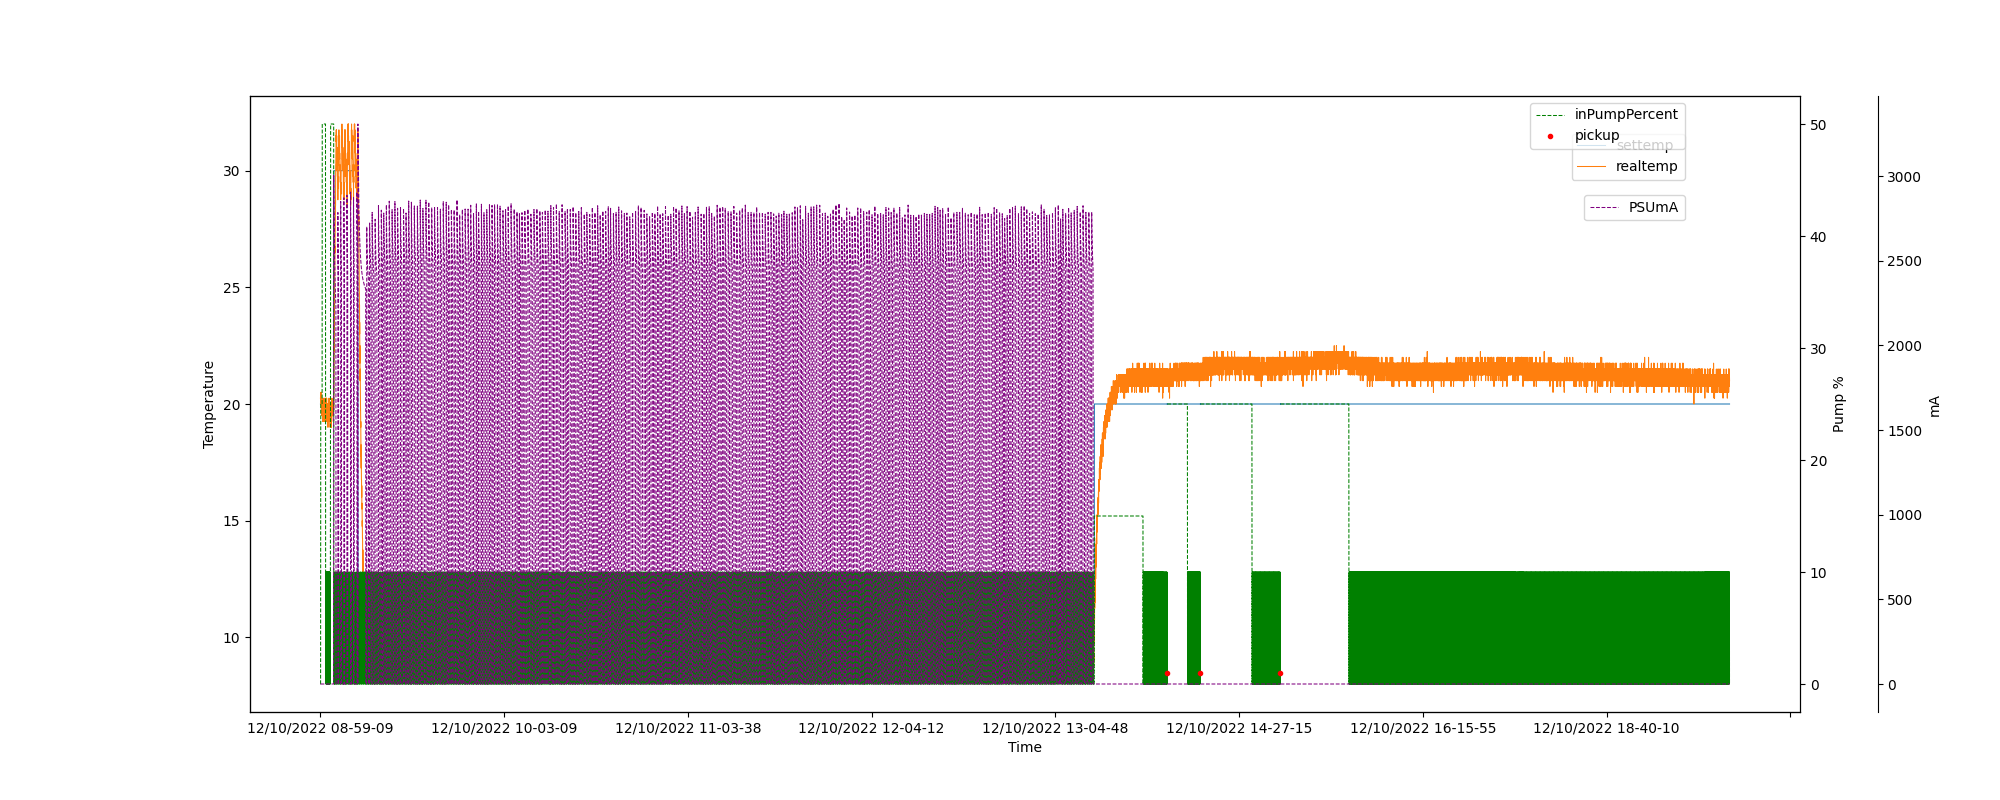 inPumpPercent
pickup
settemp
realtemp
PSUmA
30
25
20
15
10
Temperature
50
40
30
20
10
0
Pump %
3000
2500
2000
1500
1000
500
0
mA
12/10/2022 08-59-09
12/10/2022 10-03-09
12/10/2022 11-03-38
12/10/2022 12-04-12
12/10/2022 13-04-48
12/10/2022 14-27-15
12/10/2022 16-15-55
12/10/2022 18-40-10
Time